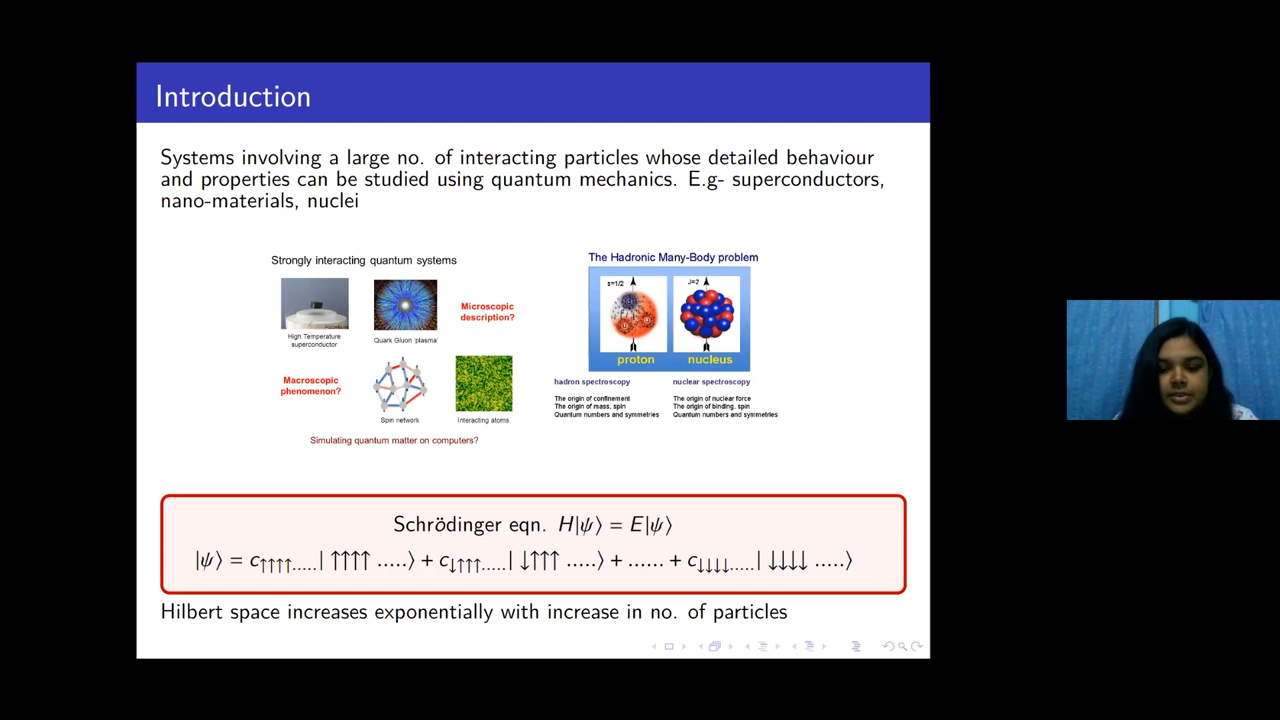 Introduction
Systems involving a large no. of interacting particles whose detailed behaviour
and properties can be studied using quantum mechanics. E.g- superconductors,
nano-materials, nuclei
Strongly interacting quantum systems
High Temperature
superconductor
Quark Gluon 'plasma'
Microscopic
description?
Macroscopic
phenomenon?
Spin network
Interacting atoms
Simulating quantum matter on computers?
The Hadronic Many-Body problem
s=1/2
J=2
proton
nucleus
hadron spectroscopy
The origin of confinement
The origin of mass, spin
Quantum numbers and symmetries
nuclear spectroscopy
The origin of nuclear force
The origin of binding, spin
Quantum numbers and symmetries
Schrödinger eqn. H|ψ⟩ = E|ψ⟩
|ψ⟩ = c↑↑↑↑.....| ↑↑↑↑ .....⟩ + c↓↑↑↑.....| ↓↑↑↑ .....⟩ + ...... + c↓↓↓↓.....| ↓↓↓↓ .....⟩
Hilbert space increases exponentially with increase in no. of particles